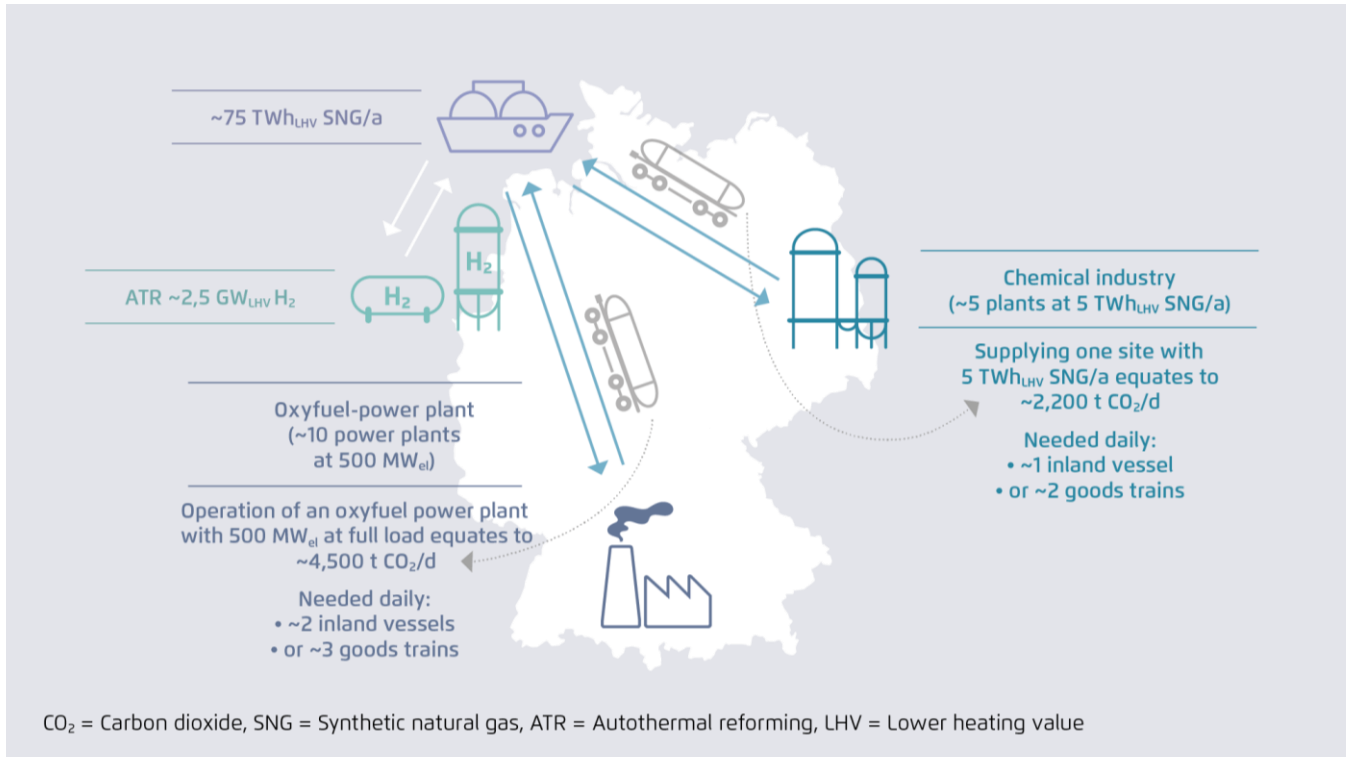 ~75 TWhLHV SNG/a
H₂
H₂
ATR ~2,5 GWLHV H₂
Chemical industry
(~5 plants at 5 TWhLHV SNG/a)
Supplying one site with
5 TWhLHV SNG/a equates to
~2,200 t CO₂/d
Needed daily:
• ~1 inland vessel
• or ~2 goods trains
Oxyfuel-power plant
(~10 power plants
at 500 MWel)
Operation of an oxyfuel power plant
with 500 MWel at full load equates to
~4,500 t CO₂/d
Needed daily:
• ~2 inland vessels
• or ~3 goods trains
CO₂ = Carbon dioxide, SNG = Synthetic natural gas, ATR = Autothermal reforming, LHV = Lower heating value